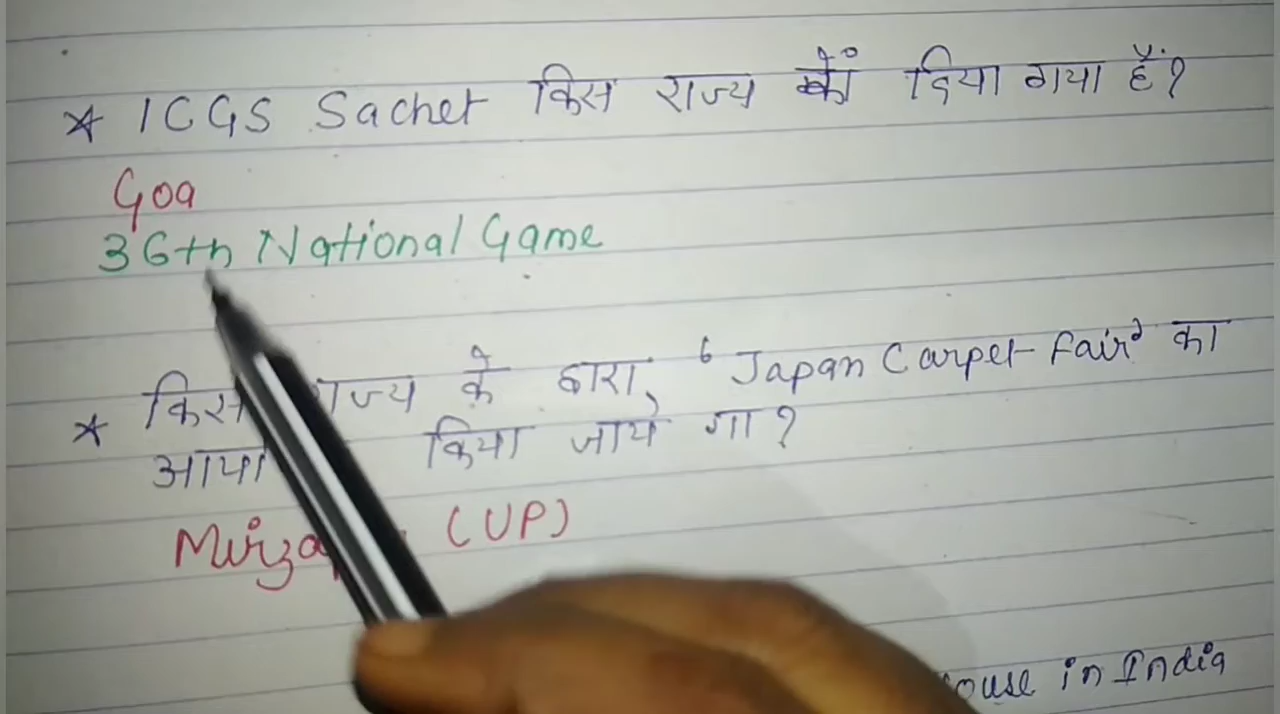 * ICGS Sachet किस राज्य को दिया गया हैं?
Goa
36th National Game
* राज्य के द्वारा, 'Japan Carpet Fair' का
किया जाये गा?
(UP)
in India